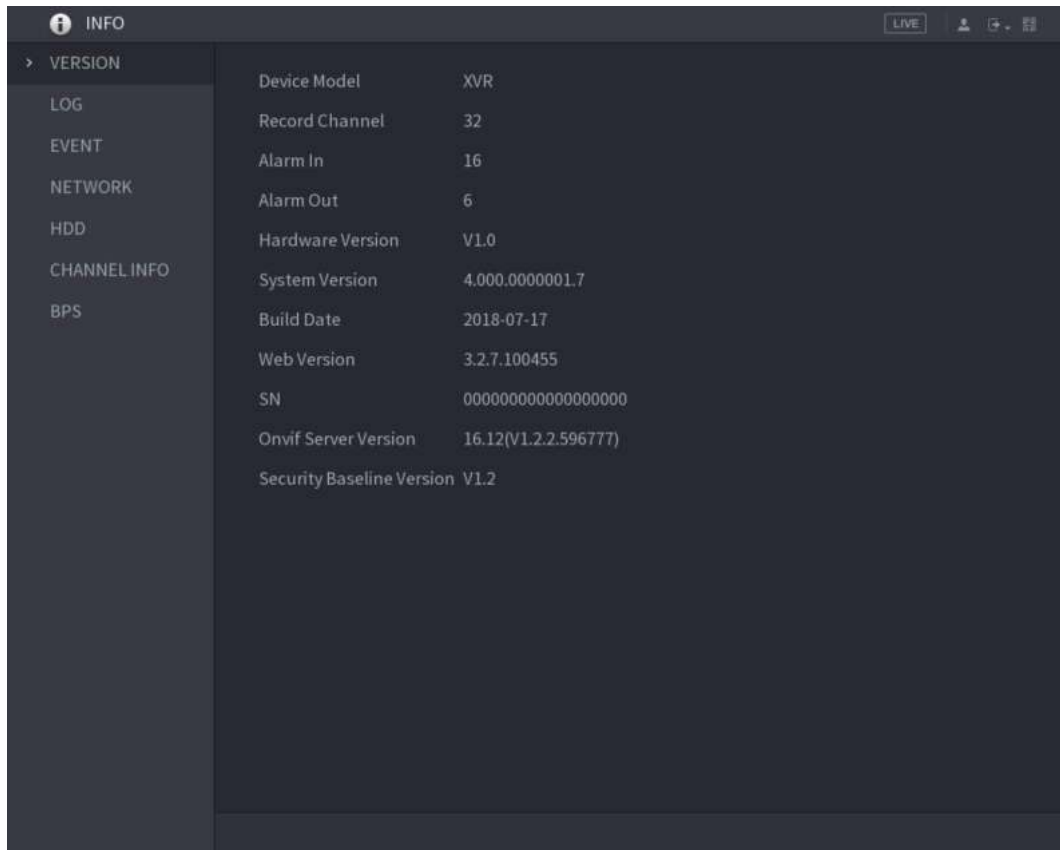 INFO
LIVE
VERSION
LOG
EVENT
NETWORK
HDD
CHANNEL INFO
BPS
Device Model XVR
Record Channel 32
Alarm In 16
Alarm Out 6
Hardware Version V1.0
System Version 4.000.0000001.7
Build Date 2018-07-17
Web Version 3.2.7.100455
SN 000000000000000000
Onvif Server Version 16.12(V1.2.2.596777)
Security Baseline Version V1.2